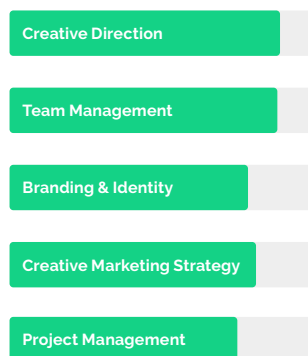 Creative Direction
Team Management
Branding & Identity
Creative Marketing Strategy
Project Management